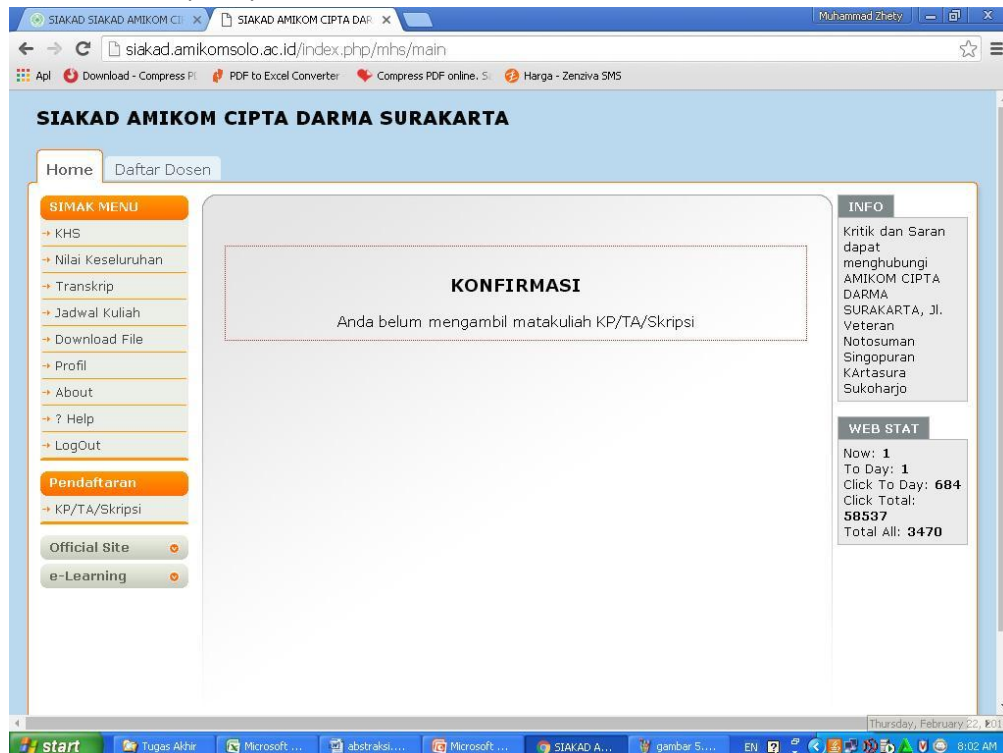 SIAKAD SIAKAD AMIKOM CI
SIAKAD AMIKOM CIPTA DAR
Muhammad Zhety
siakad.amikomsolo.ac.id/index.php/mhs/main
Apl
Download - Compress P
PDF to Excel Converter
Compress PDF online. S
Harga - Zenziva SMS
SIAKAD AMIKOM CIPTA DARMA SURAKARTA
Home
Daftar Dosen
SIMAK MENU
KHS
Nilai Keseluruhan
Transkrip
Jadwal Kuliah
Download File
Profil
About
? Help
LogOut
Pendaftaran
KP/TA/Skripsi
Official Site
e-Learning
KONFIRMASI
Anda belum mengambil matakuliah KP/TA/Skripsi
INFO
Kritik dan Saran
dapat
menghubungi
AMIKOM CIPTA
DARMA
SURAKARTA, Jl.
Veteran
Notosuman
Singopuran
KArtasura
Sukoharjo
WEB STAT
Now: 1
To Day: 1
Click To Day: 684
Click Total:
58537
Total All: 3470
Thursday, February 22, 201
start
Tugas Akhir
Microsoft ...
abstraksi....
Microsoft ...
SIAKAD A...
gambar 5....
EN
8:02 AM